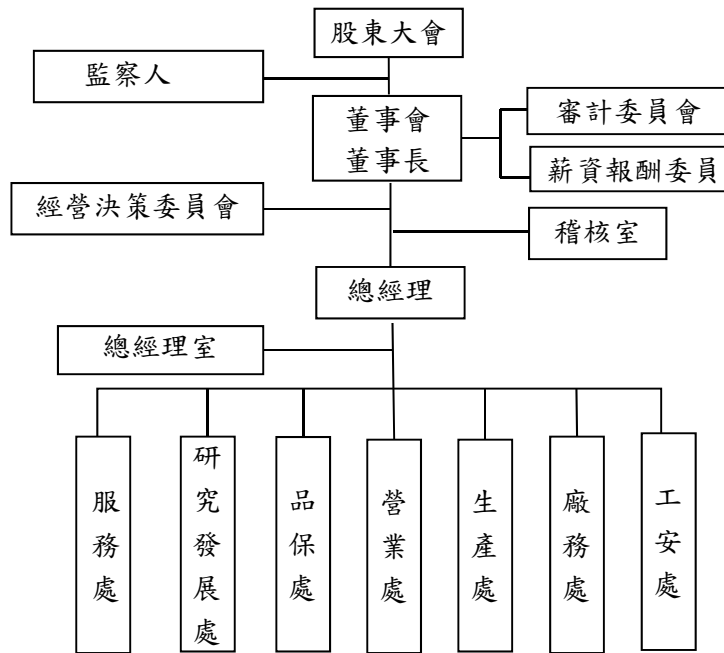 股東大會
監察人
董事會
董事長
審計委員會
薪資報酬委員
經營決策委員會
稽核室
總經理
總經理室
服務處
研究發展處
品保處
營業處
生產處
廠務處
工安處